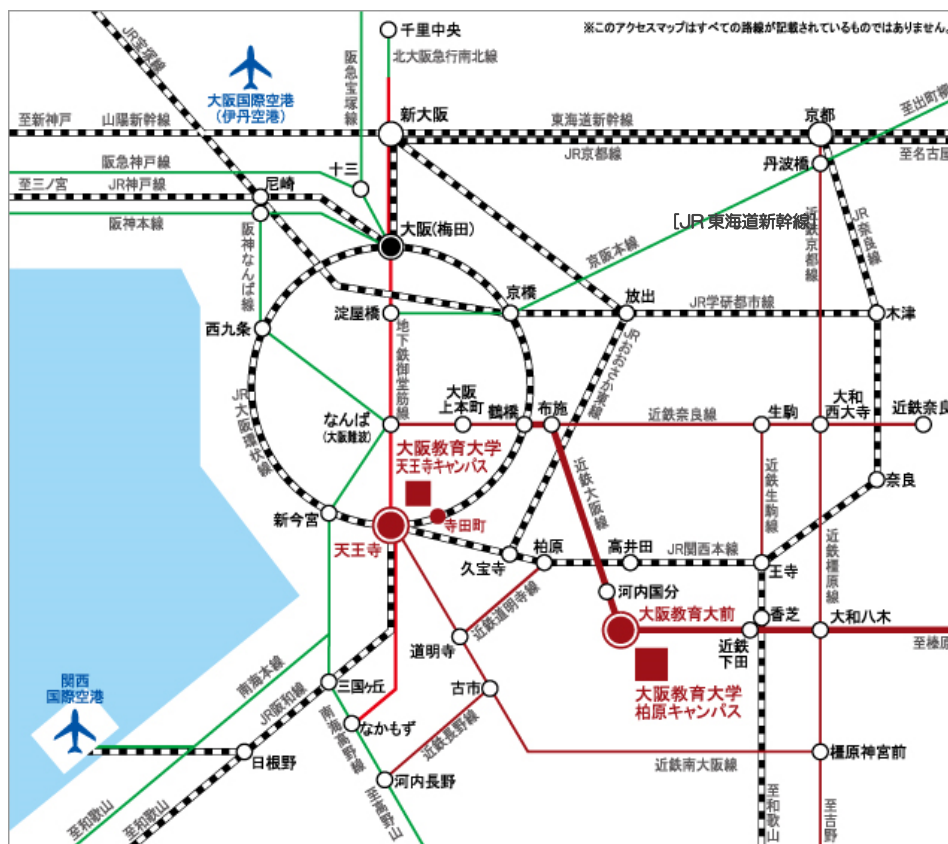 ※このアクセスマップはすべての路線が記載されているものではありません。
千里中央
北大阪急行南北線
JR宝塚線
阪急宝塚線
大阪国際空港
(伊丹空港)
至新神戸
山陽新幹線
新大阪
東海道新幹線
京都
至出町柳
JR京都線
至名古屋
阪急神戸線
十三
丹波橋
至三ノ宮
JR神戸線
尼崎
阪神本線
大阪(梅田)
[JR東海道新幹線]
近鉄京都線
JR奈良線
阪神なんば線
京阪本線
京橋
放出
JR学研都市線
木津
淀屋橋
西九条
地下鉄御堂筋線
JRおおさか東線
JR大阪環状線
大阪
上本町
鶴橋
布施
近鉄奈良線
生駒
大和
西大寺
近鉄奈良
なんば
(大阪難波)
大阪教育大学
天王寺キャンパス
近鉄大阪線
近鉄生駒線
奈良
新今宮
天王寺
寺田町
久宝寺
柏原
高井田
JR関西本線
王寺
近鉄橿原線
河内国分
近鉄道明寺線
大阪教育大前
香芝
大和八木
道明寺
近鉄
下田
至榛原
大阪教育大学
柏原キャンパス
関西
国際空港
南海本線
三国ヶ丘
古市
JR阪和線
南海高野線
なかもず
近鉄長野線
日根野
橿原神宮前
近鉄南大阪線
河内長野
至和歌山
至和歌山
至高野山
至和歌山
至吉野